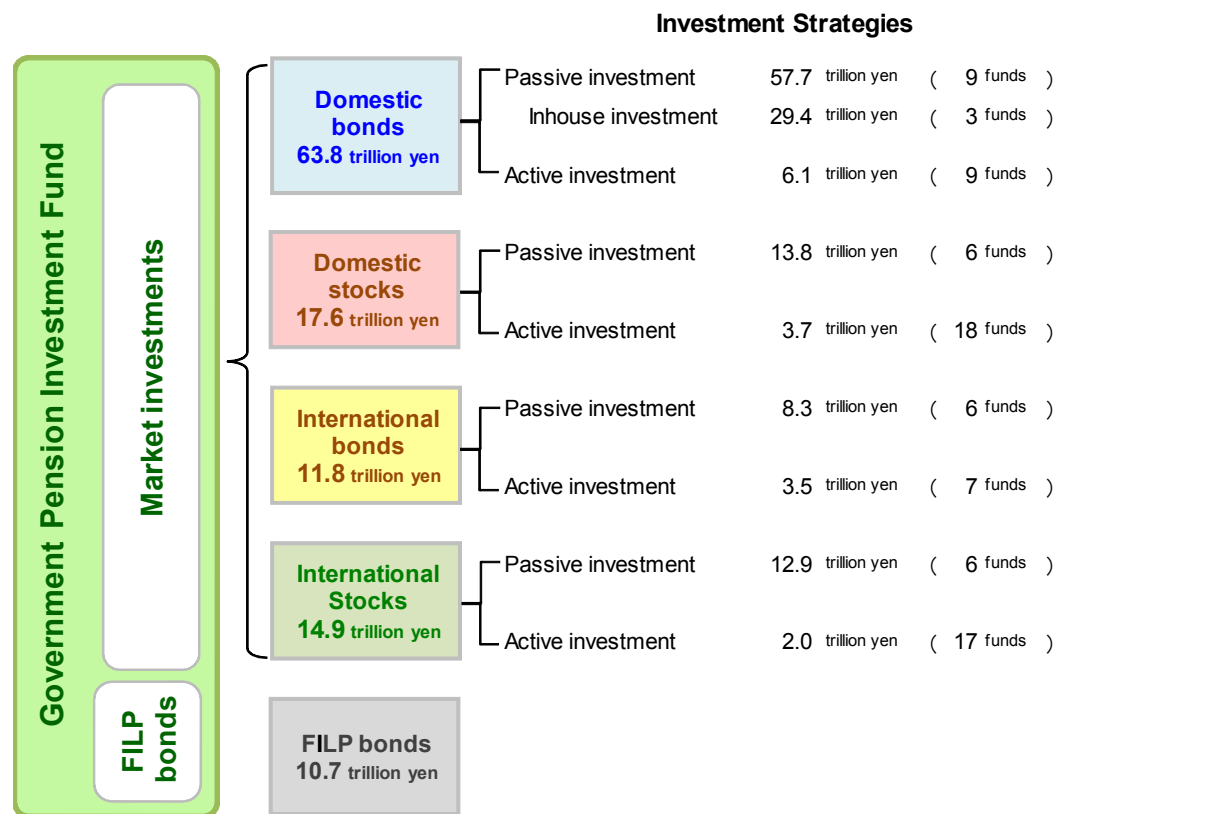 Investment Strategies
Government Pension Investment Fund
Market investments
FILP
bonds
Domestic
bonds
63.8 trillion yen
Passive investment 57.7 trillion yen ( 9 funds )
Inhouse investment 29.4 trillion yen ( 3 funds )
Active investment 6.1 trillion yen ( 9 funds )
Domestic
stocks
17.6 trillion yen
Passive investment 13.8 trillion yen ( 6 funds )
Active investment 3.7 trillion yen ( 18 funds )
International
bonds
11.8 trillion yen
Passive investment 8.3 trillion yen ( 6 funds )
Active investment 3.5 trillion yen ( 7 funds )
International
Stocks
14.9 trillion yen
Passive investment 12.9 trillion yen ( 6 funds )
Active investment 2.0 trillion yen ( 17 funds )
FILP bonds
10.7 trillion yen